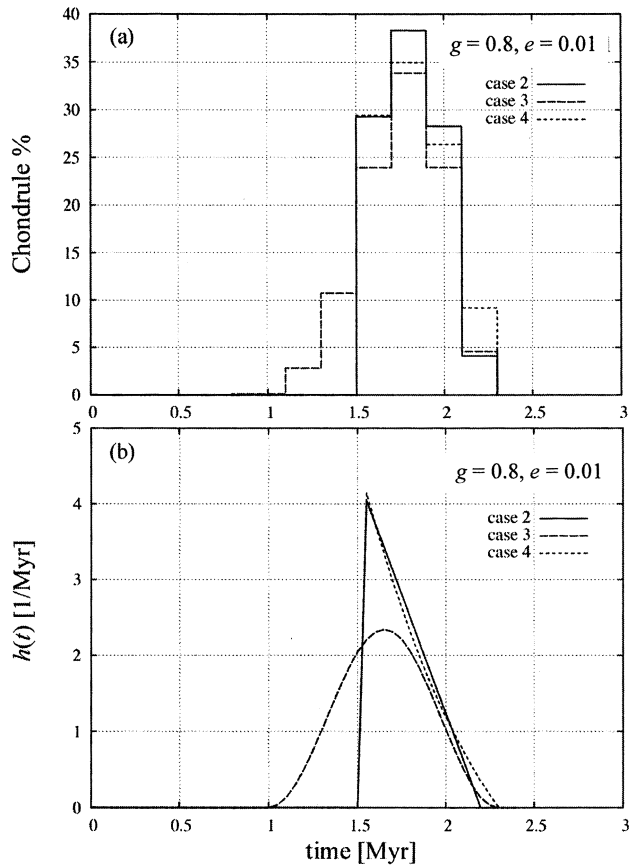 (a)
g = 0.8, e = 0.01
case 2
case 3
case 4
Chondrule %
40
35
30
25
20
15
10
5
0
0 0.5 1 1.5 2 2.5 3
(b)
g = 0.8, e = 0.01
case 2
case 3
case 4
h(t) [1/Myr]
5
4
3
2
1
0
0 0.5 1 1.5 2 2.5 3
time [Myr]